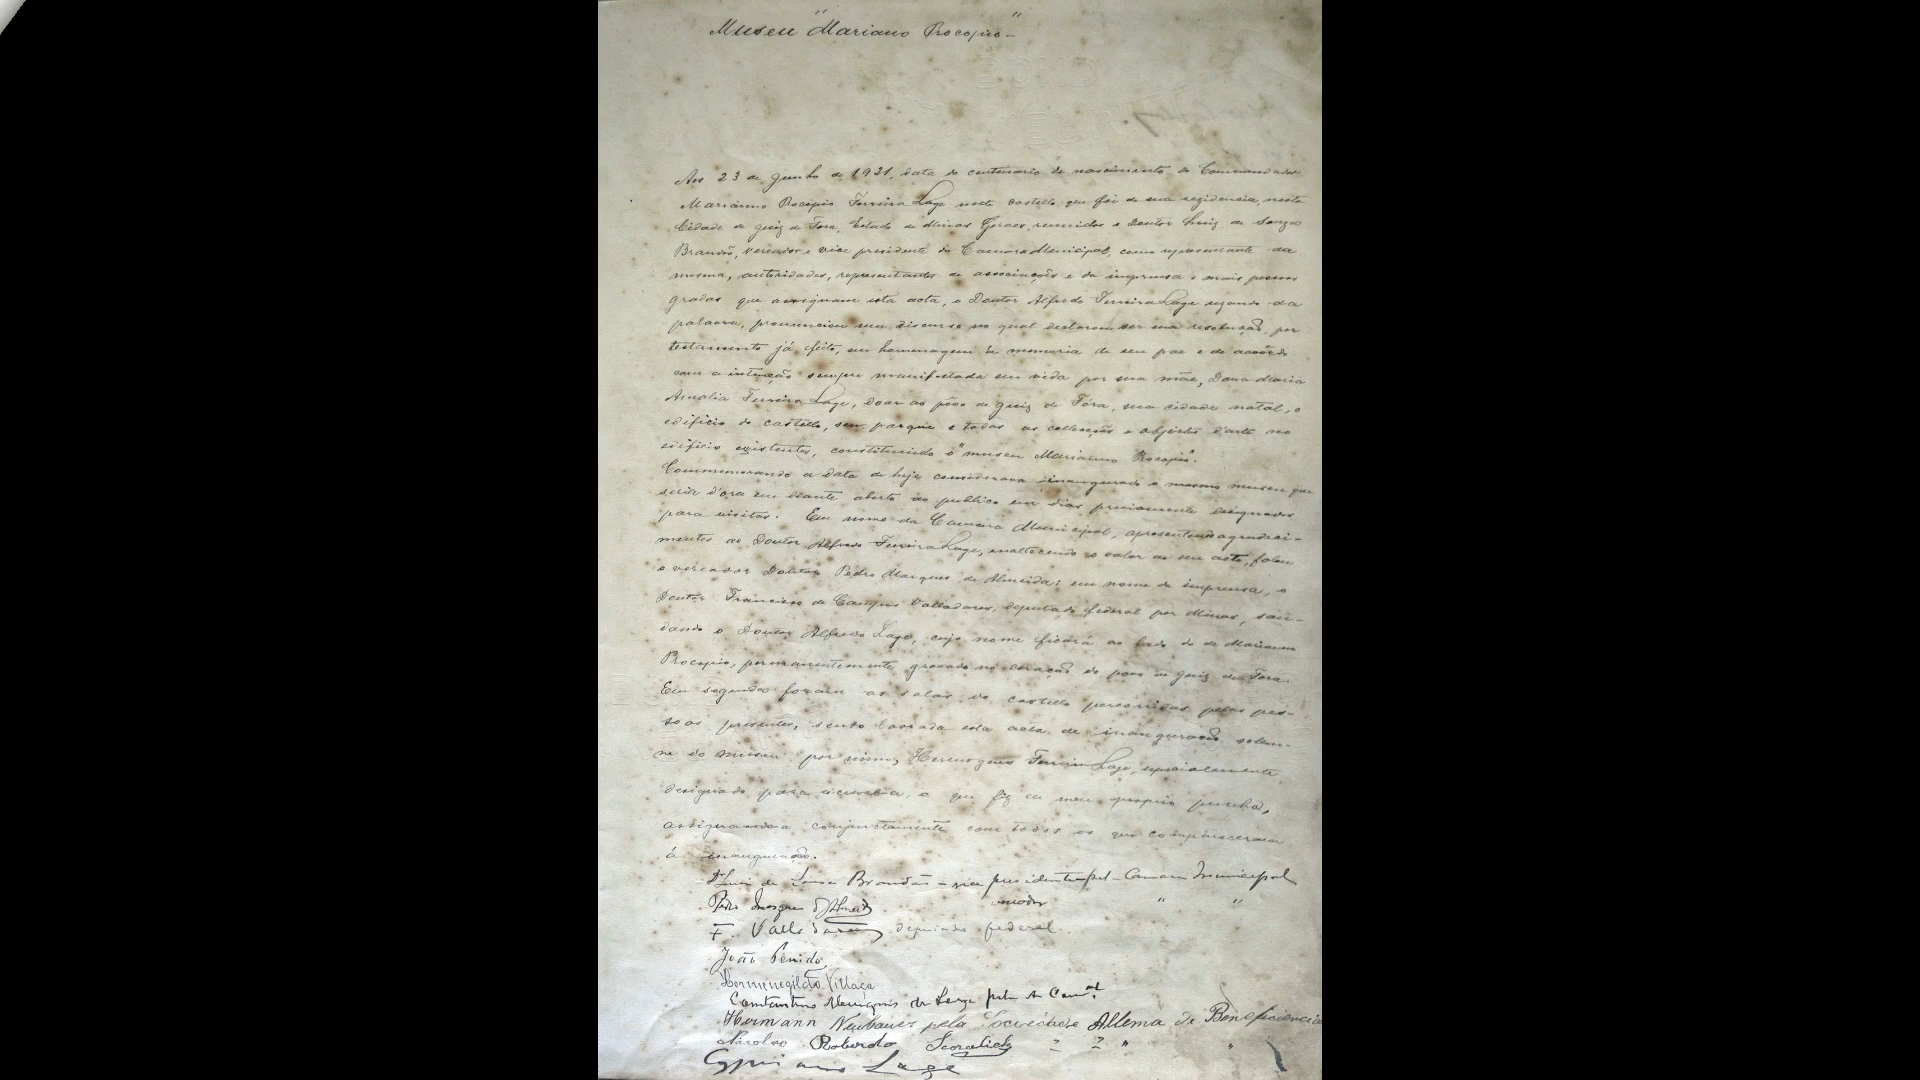 Museu "Mariano Procopio"
Aos 23 de Junho de 1921, data do centenario do nascimento do Commendador
Marianno Procopio Ferreira Lage neste castello que foi de sua residencia, nesta
Cidade de Juiz de Fóra, Estado de Minas Geraes, reunidos o Doutor Luiz de Souza
Brandão, vereador e vice presidente da Camara Municipal, como representante da
mesma, autoridades, representantes de associações e da imprensa e mais pessoas
gradas que assignam esta acta, o Doutor Alfredo Ferreira Lage usando da
palavra, pronunciou um discurso no qual declarou ser sua resolução, por
testamento já feito, em homenagem à memoria de seu pae e de accôrdo
com a intenção sempre manifestada em vida por sua mãe, Dona Maria
Amalia Ferreira Lage, doar ao pôvo de Juiz de Fóra, sua cidade natal, o
edificio do castello, seu parque e todas as collecções e objectos d'arte no
edificio existentes, constituindo o "museu Marianno Procopio".
Commemorando a data de hoje considerava inaugurado o mesmo museu que
seria d'ora em deante aberto ao publico em dias previamente designados
para visitas. Em nome da Camara Municipal, apresentando agradeci-
mentos ao Doutor Alfredo Ferreira Lage, enaltecendo o valor de seu acto, falou
o vereador Doutor Pedro Marques de Almeida; em nome da imprensa, o
Doutor Francisco de Campos Valladares, deputado federal por Minas, sau-
dando o Doutor Alfredo Lage, cujo nome ficará ao lado do de Marianno
Procopio, permanentemente gravado no coração do povo de Juiz de Fóra.
Em seguida foram as salas do castello percorridas pelas pes-
soas presentes, sendo lavrada esta acta de inauguração solem-
ne do museu por mim, Hermogenes Ferreira Lage, especialmente
designado para escrevel-a, o que fiz de meu proprio punho,
assignando-a conjunctamente com todos os que compareceram
á inauguração.
Dr Luiz de Souza Brandão - vice presidente pela Camara Municipal
Pedro Marques d'Almeida vereador " "
F. Valladares deputado federal.
João Penido
Hermenegildo Villaça
Hermann Neubauer pela Sociedade Allemã de Beneficiencia
Roberto " "
Cypriano Lage